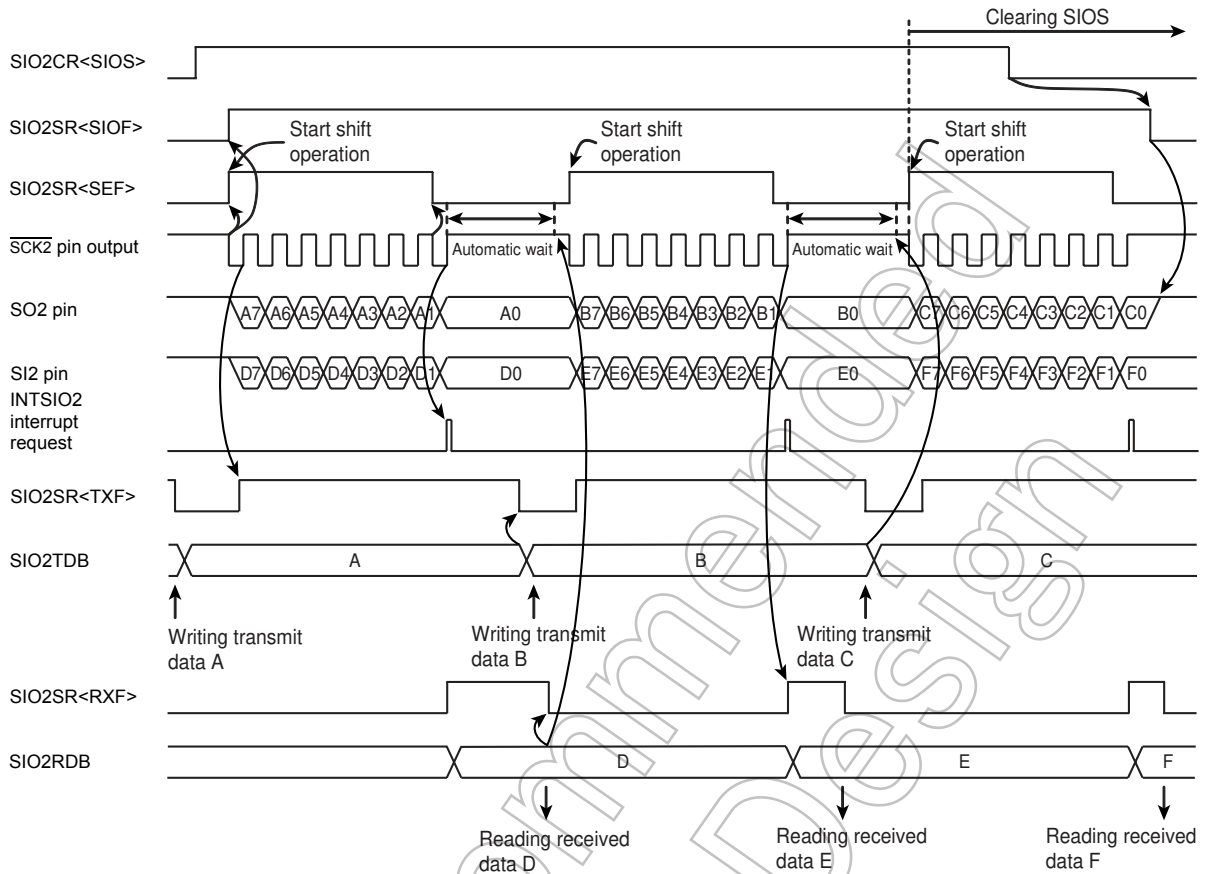 Clearing SIOS
SIO2CR<SIOS>
SIO2SR<SIOF>
Start shift
operation
Start shift
operation
Start shift
operation
SIO2SR<SEF>
SCK2 pin output
Automatic wait
Automatic wait
SO2 pin
A7 A6 A5 A4 A3 A2 A1 A0 B7 B6 B5 B4 B3 B2 B1 B0 C7 C6 C5 C4 C3 C2 C1 C0
SI2 pin
D7 D6 D5 D4 D3 D2 D1 D0 E7 E6 E5 E4 E3 E2 E1 E0 F7 F6 F5 F4 F3 F2 F1 F0
INTSIO2
interrupt
request
SIO2SR<TXF>
SIO2TDB
A B C
Writing transmit
data A
Writing transmit
data B
Writing transmit
data C
SIO2SR<RXF>
SIO2RDB
D E F
Reading received
data D
Reading received
data E
Reading received
data F
ommended
Design